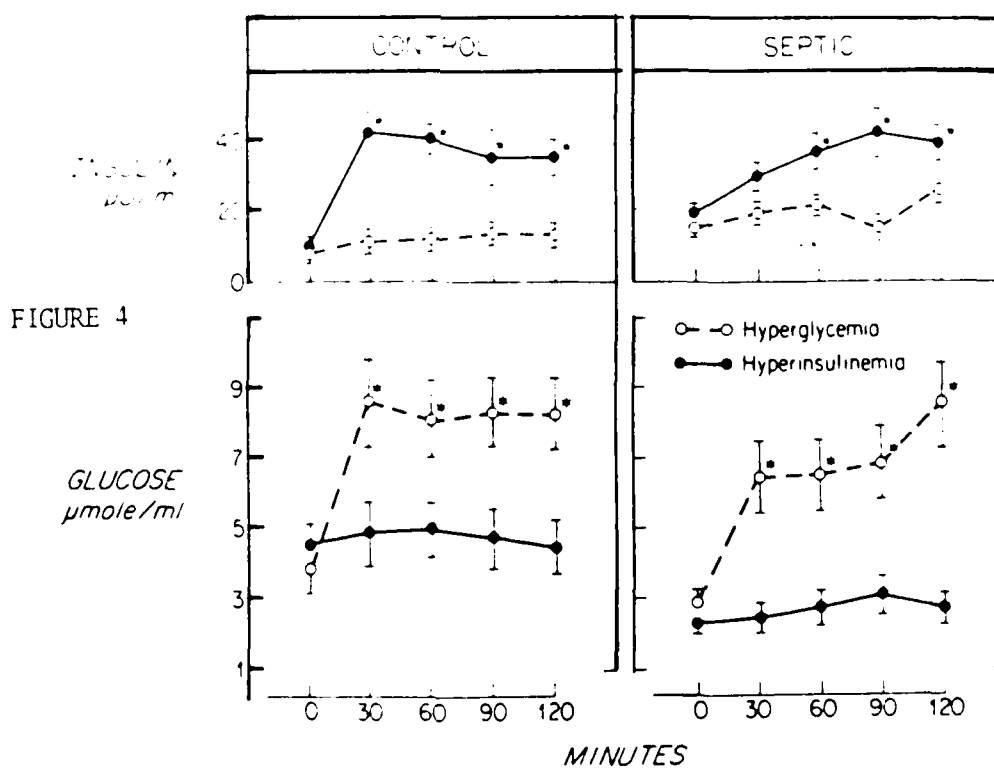 CONTROL SEPTIC
INSULIN
40
20
0
FIGURE 4
Hyperglycemia
Hyperinsulinemia
9
7
GLUCOSE
μmole/ml
5
3
1
0 30 60 90 120 0 30 60 90 120
MINUTES